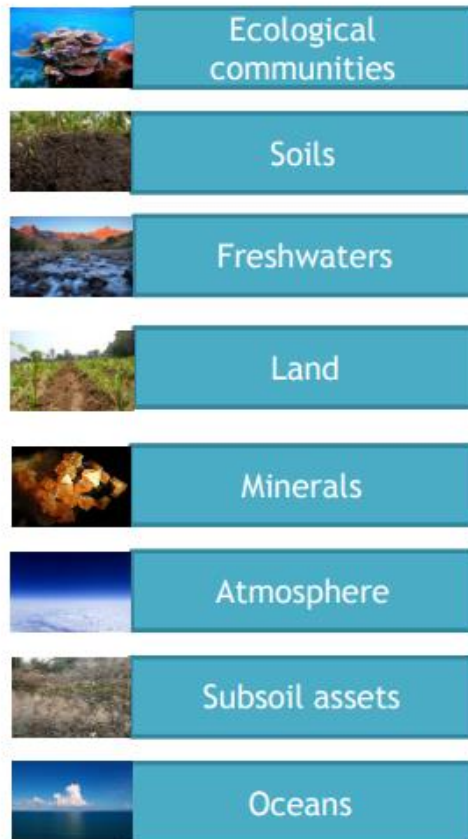 Ecological
communities
Soils
Freshwaters
Land
Minerals
Atmosphere
Subsoil assets
Oceans